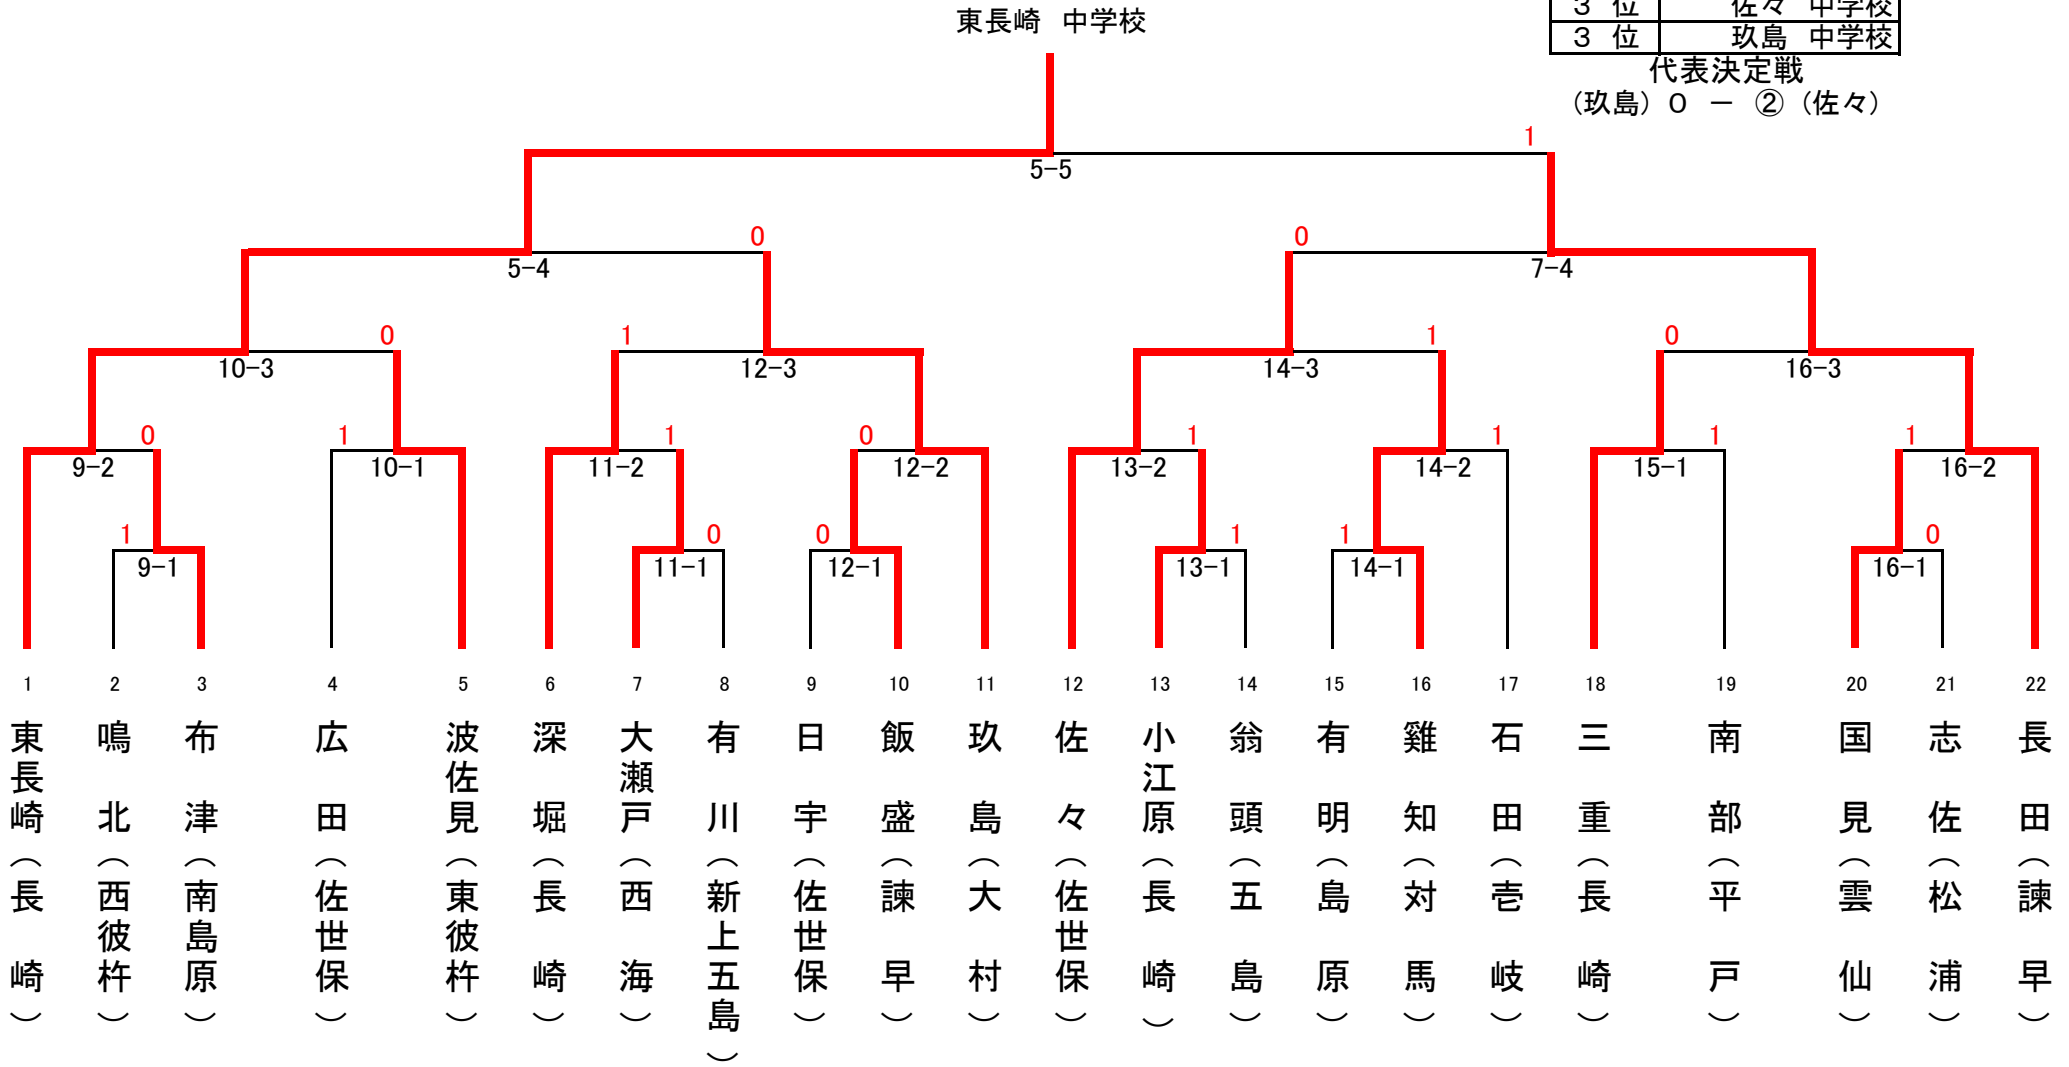 3 位 佐々 中学校
東長崎 中学校
3 位 玖島 中学校
代表決定戦
（玖島）０ － ②（佐々）
1
5-5
0 0
5-4 7-4
0 1 1 0
10-3 12-3 14-3 16-3
0 1 1 0 1 1 1 1
9-2 10-1 11-2 12-2 13-2 14-2 15-1 16-2
1 0 0 1 1 0
9-1 11-1 12-1 13-1 14-1 16-1
1 2 3 4 5 6 7 8 9 10 11 12 13 14 15 16 17 18 19 20 21 22
東長崎（長崎）
鳴北（西彼杵）
布津（南島原）
広田（佐世保）
波佐見（東彼杵）
深堀（長崎）
大瀬戸（西海）
有川（新上五島）
日宇（佐世保）
飯盛（諫早）
玖島（大村）
佐々（佐世保）
小江原（長崎）
翁頭（五島）
有明（島原）
雞知（対馬）
石田（壱岐）
三重（長崎）
南部（平戸）
国見（雲仙）
志佐（松浦）
長田（諫早）